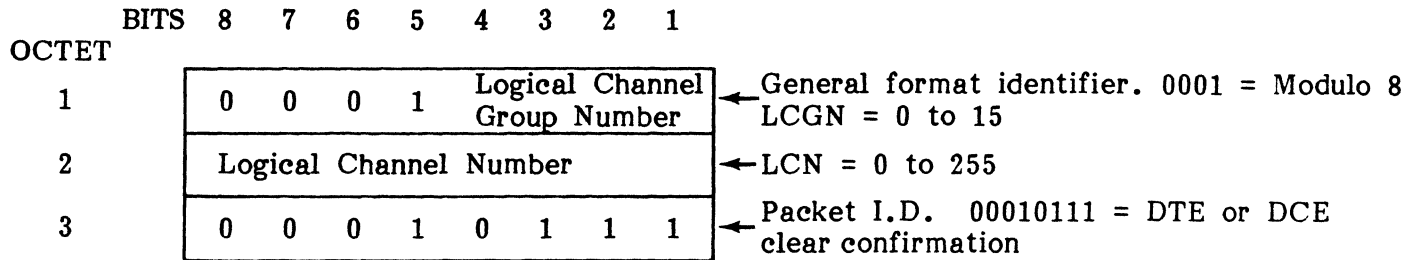 BITS 8 7 6 5 4 3 2 1
OCTET
1 0 0 0 1 Logical Channel Group Number General format identifier. 0001 = Modulo 8
LCGN = 0 to 15
2 Logical Channel Number LCN = 0 to 255
3 0 0 0 1 0 1 1 1 Packet I.D. 00010111 = DTE or DCE
clear confirmation